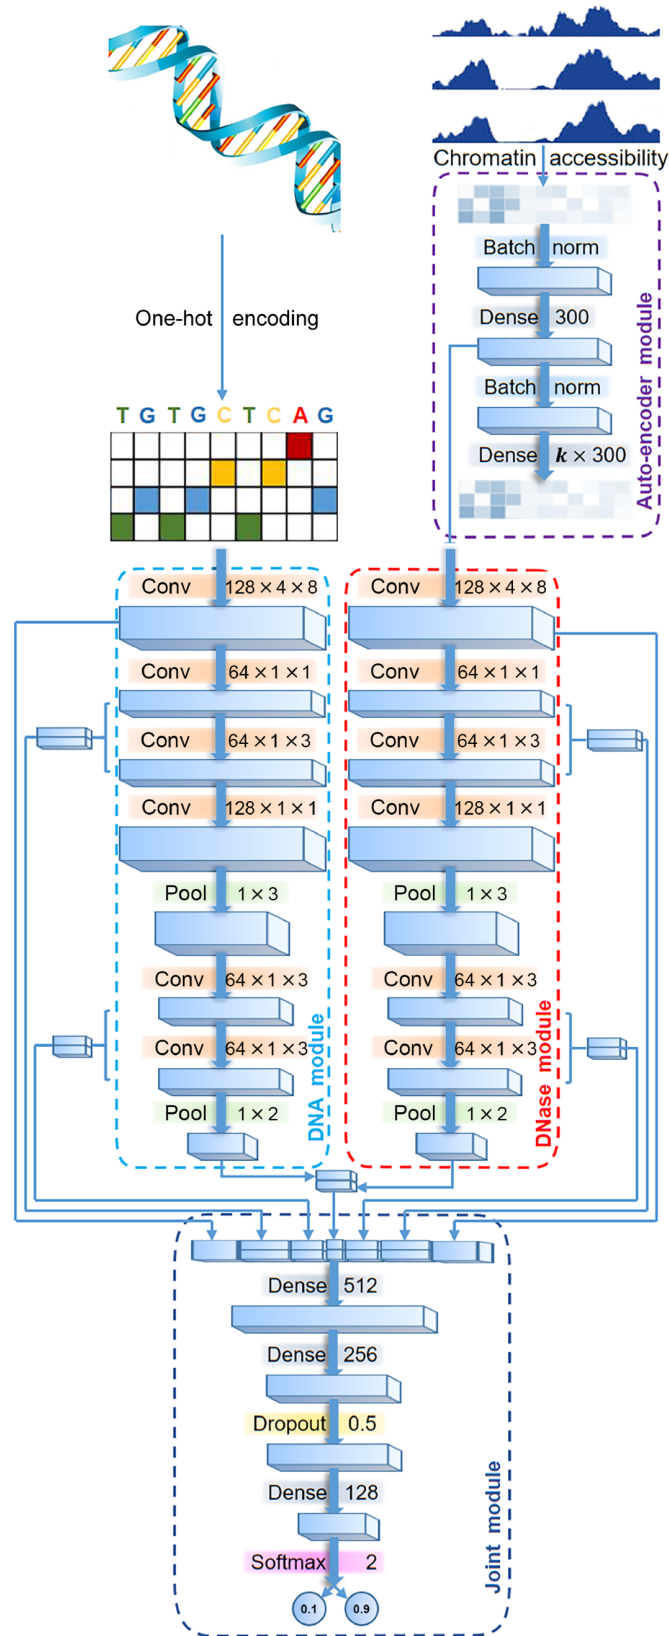 Chromatin accessibility
Batch norm
Dense 300
Batch norm
Dense k × 300
Auto-encoder module
One-hot encoding
T G T G C T C A G
Conv 128 × 4 × 8
Conv 64 × 1 × 1
Conv 64 × 1 × 3
Conv 128 × 1 × 1
Pool 1 × 3
Conv 64 × 1 × 3
Conv 64 × 1 × 3
Pool 1 × 2
DNA module
Conv 128 × 4 × 8
Conv 64 × 1 × 1
Conv 64 × 1 × 3
Conv 128 × 1 × 1
Pool 1 × 3
Conv 64 × 1 × 3
Conv 64 × 1 × 3
Pool 1 × 2
DNase module
Dense 512
Dense 256
Dropout 0.5
Dense 128
Softmax 2
0.1 0.9
Joint module